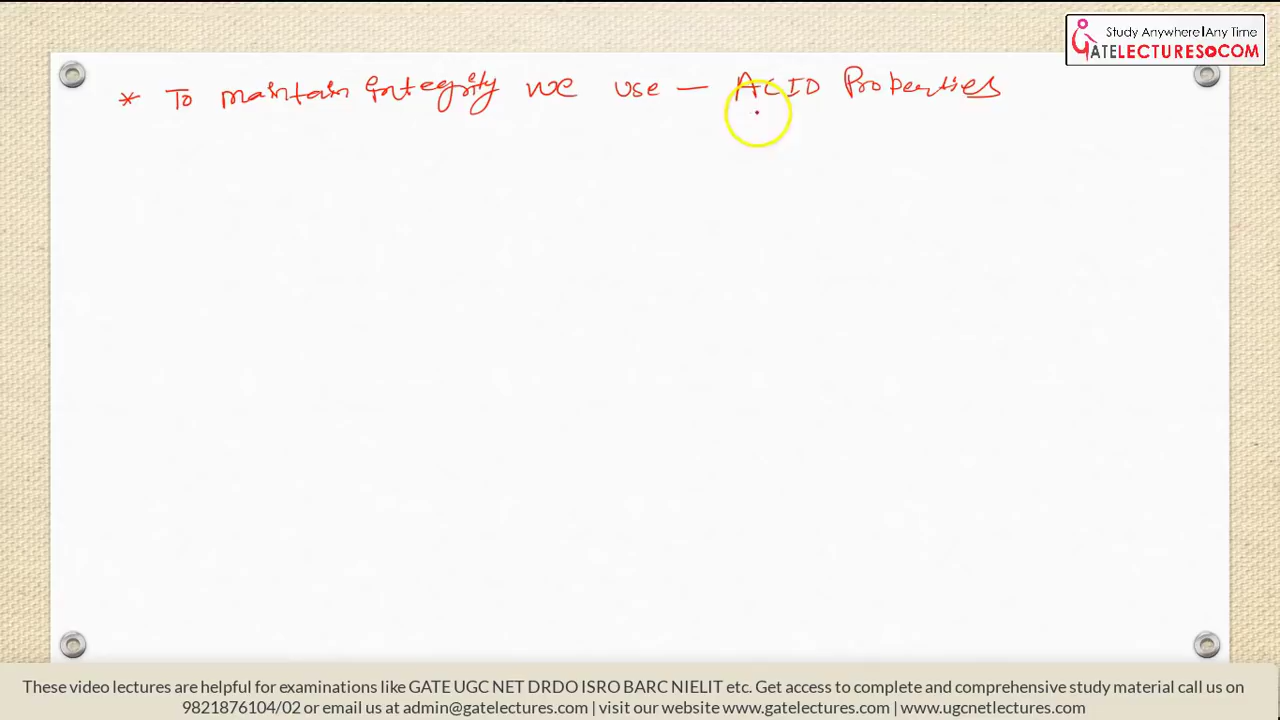 Study Anywhere|Any Time
GATELECTURES.COM
* To maintain integrity we use — ACID Properties
These video lectures are helpful for examinations like GATE UGC NET DRDO ISRO BARC NIELIT etc. Get access to complete and comprehensive study material call us on
9821876104/02 or email us at admin@gatelectures.com | visit our website www.gatelectures.com | www.ugcnetlectures.com